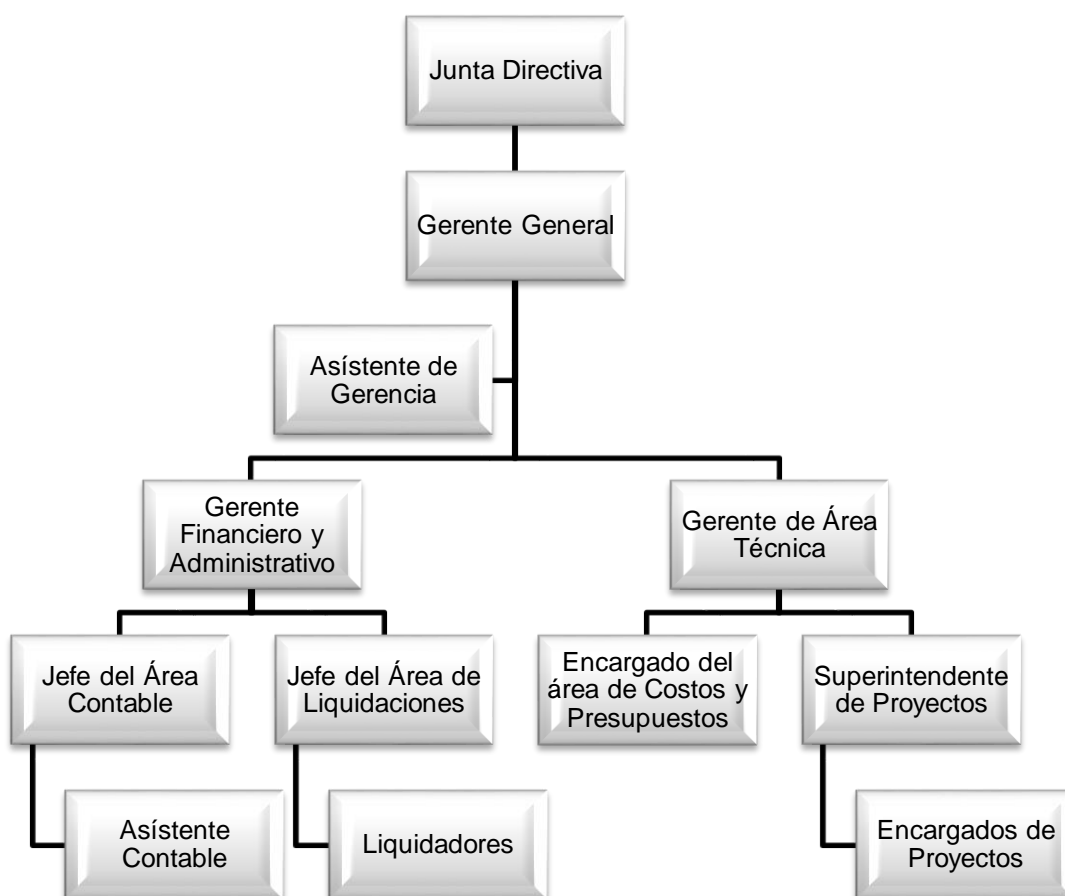 Junta Directiva
Gerente General
Asístente de
Gerencia
Gerente
Financiero y
Administrativo
Gerente de Área
Técnica
Jefe del Área
Contable
Jefe del Área de
Liquidaciones
Encargado del
área de Costos y
Presupuestos
Superintendente
de Proyectos
Asístente
Contable
Liquidadores
Encargados de
Proyectos